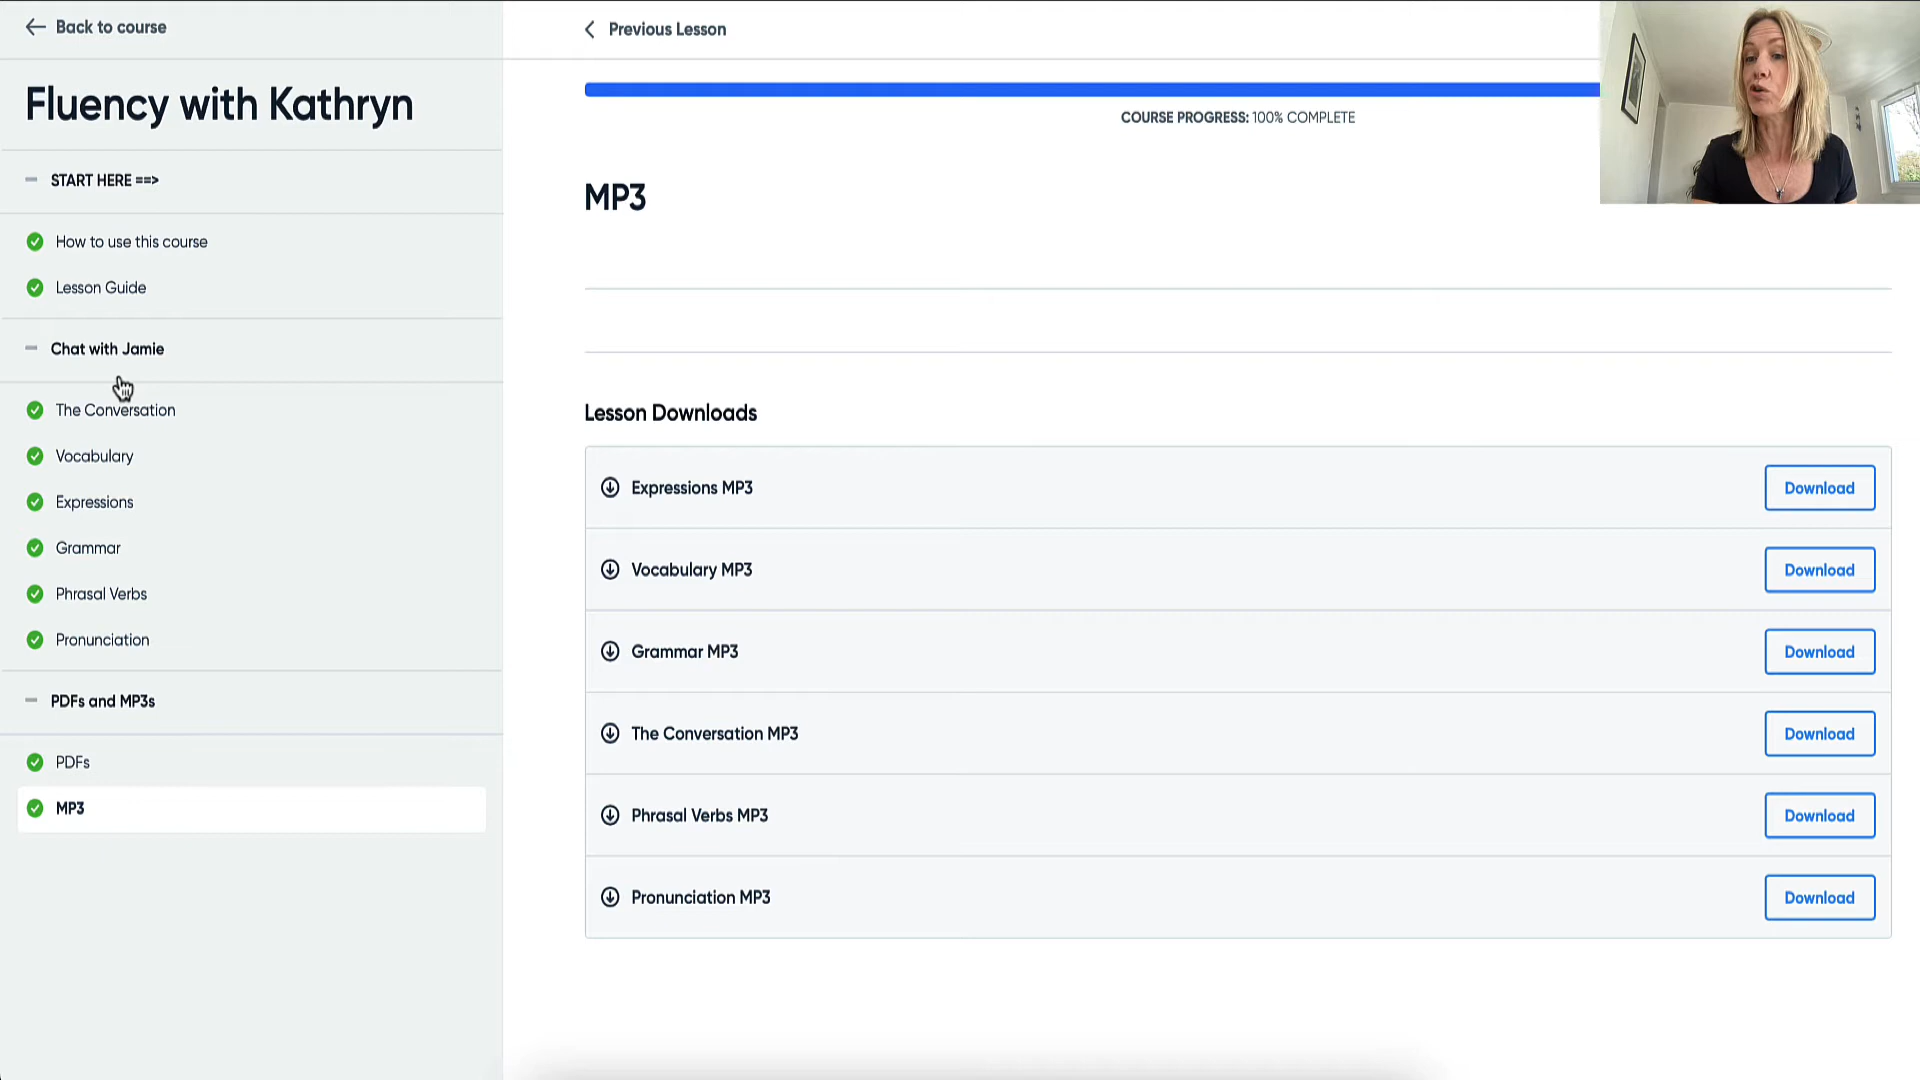 Back to course
Fluency with Kathryn
START HERE ==>
How to use this course
Lesson Guide
Chat with Jamie
The Conversation
Vocabulary
Expressions
Grammar
Phrasal Verbs
Pronunciation
PDFs and MP3s
PDFs
MP3
Previous Lesson
COURSE PROGRESS: 100% COMPLETE
MP3
Lesson Downloads
Expressions MP3 Download
Vocabulary MP3 Download
Grammar MP3 Download
The Conversation MP3 Download
Phrasal Verbs MP3 Download
Pronunciation MP3 Download